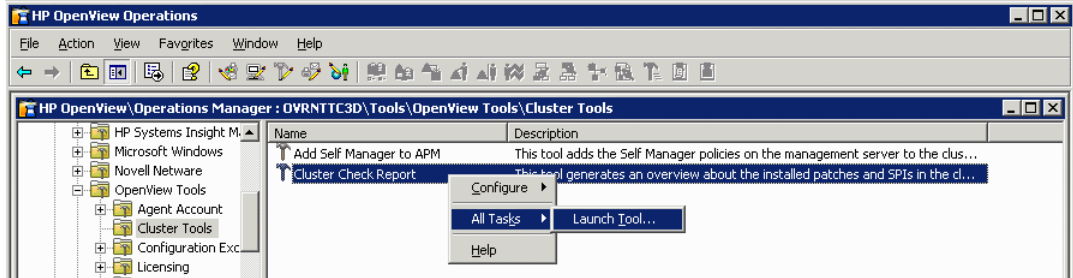 HP OpenView Operations
File Action View Favorites Window Help
HP OpenView\Operations Manager : OVRNTTC3D\Tools\OpenView Tools\Cluster Tools
HP Systems Insight M
Name Description
Microsoft Windows
Add Self Manager to APM This tool adds the Self Manager policies on the management server to the clus...
Novell Netware
Cluster Check Report This tool generates an overview about the installed patches and SPIs in the cl...
OpenView Tools
Configure
Agent Account
All Tasks Launch Tool...
Cluster Tools
Configuration Exc
Help
Licensing